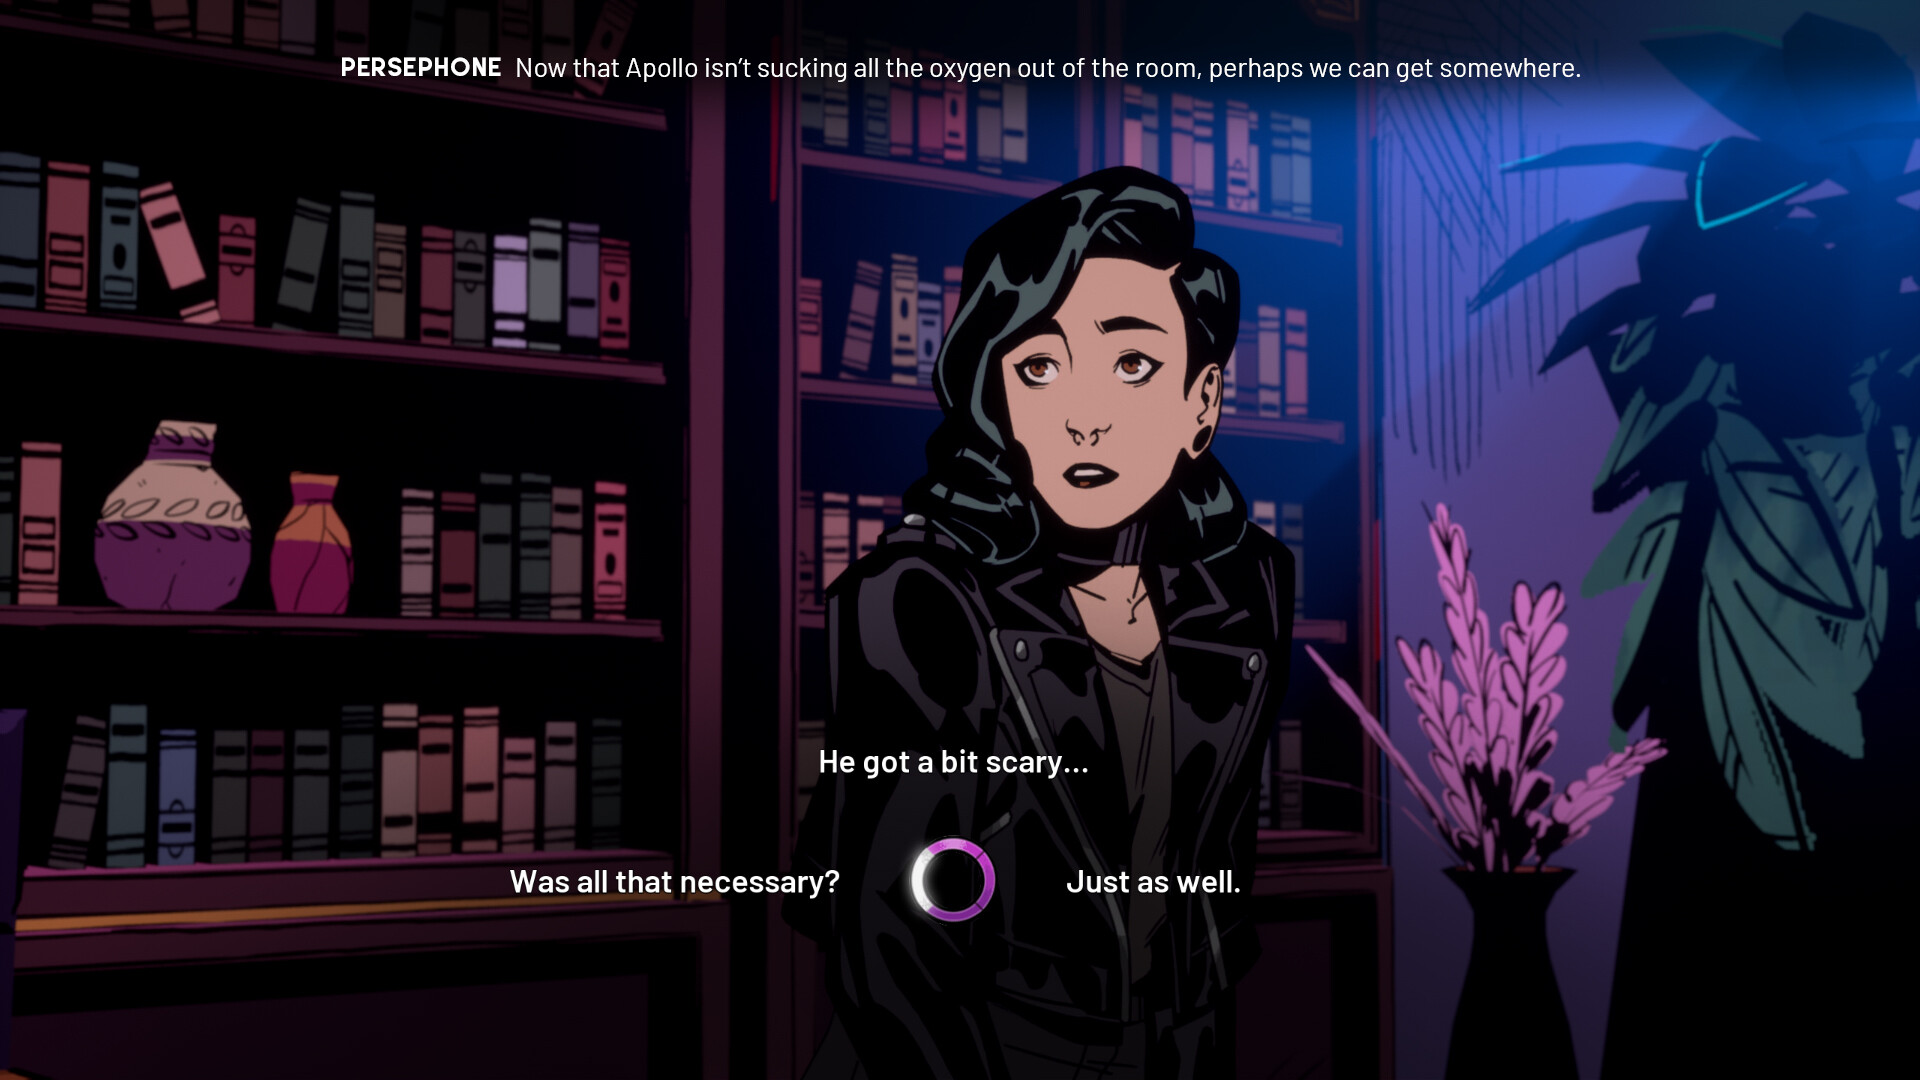 PERSEPHONE Now that Apollo isn’t sucking all the oxygen out of the room, perhaps we can get somewhere.
He got a bit scary...
Was all that necessary?
Just as well.